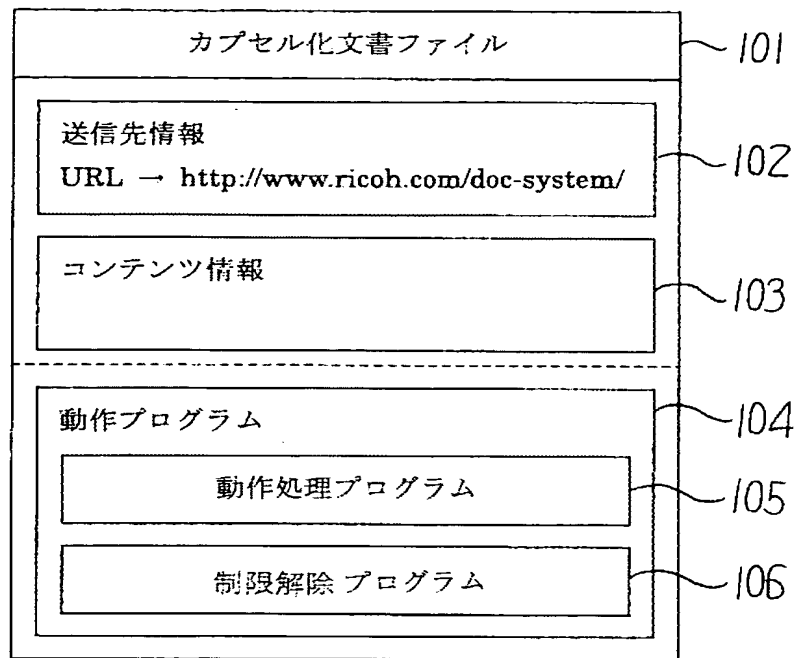 カプセル化文書ファイル
101
送信先情報
URL → http://www.ricoh.com/doc-system/
102
コンテンツ情報
103
動作プログラム
104
動作処理プログラム
105
制限解除 プログラム
106